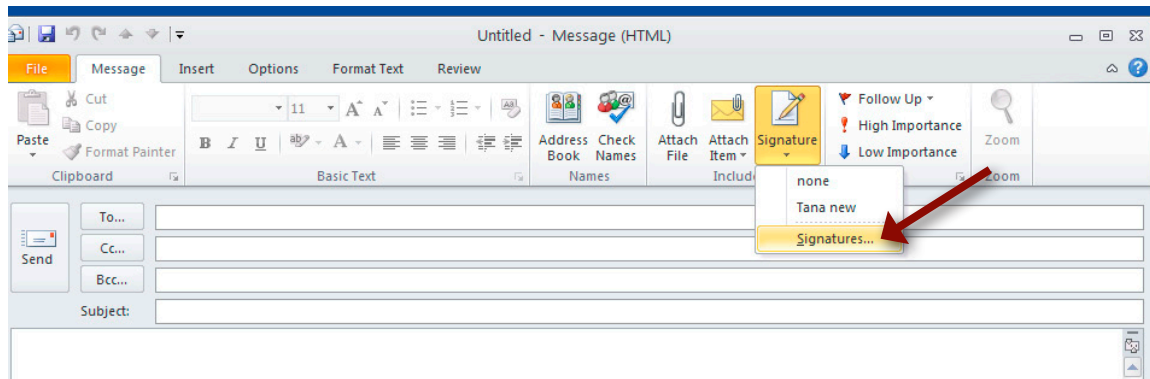 Untitled - Message (HTML)
File Message Insert Options Format Text Review
Cut
Copy
Format Painter
Paste
Clipboard
11
B I U
Basic Text
Address Book
Check Names
Names
Attach File
Attach Item
Signature
Follow Up
High Importance
Low Importance
Zoom
Zoom
none
Tana new
Signatures...
Send
To...
Cc...
Bcc...
Subject: